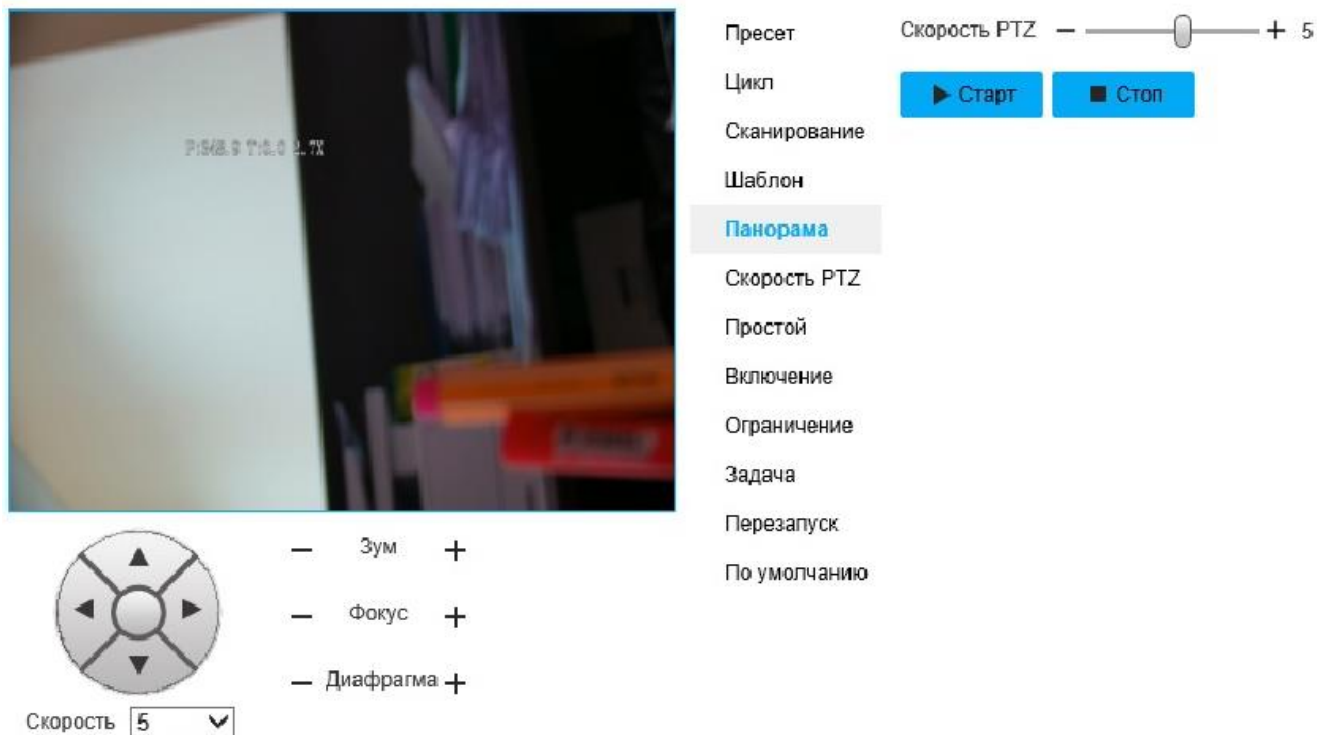 Пресет
Цикл
Сканирование
Шаблон
Панорама
Скорость PTZ
Простой
Включение
Ограничение
Задача
Перезапуск
По умолчанию
Скорость PTZ − + 5
▶ Старт ■ Стоп
− Зум +
− Фокус +
− Диафрагма +
Скорость 5